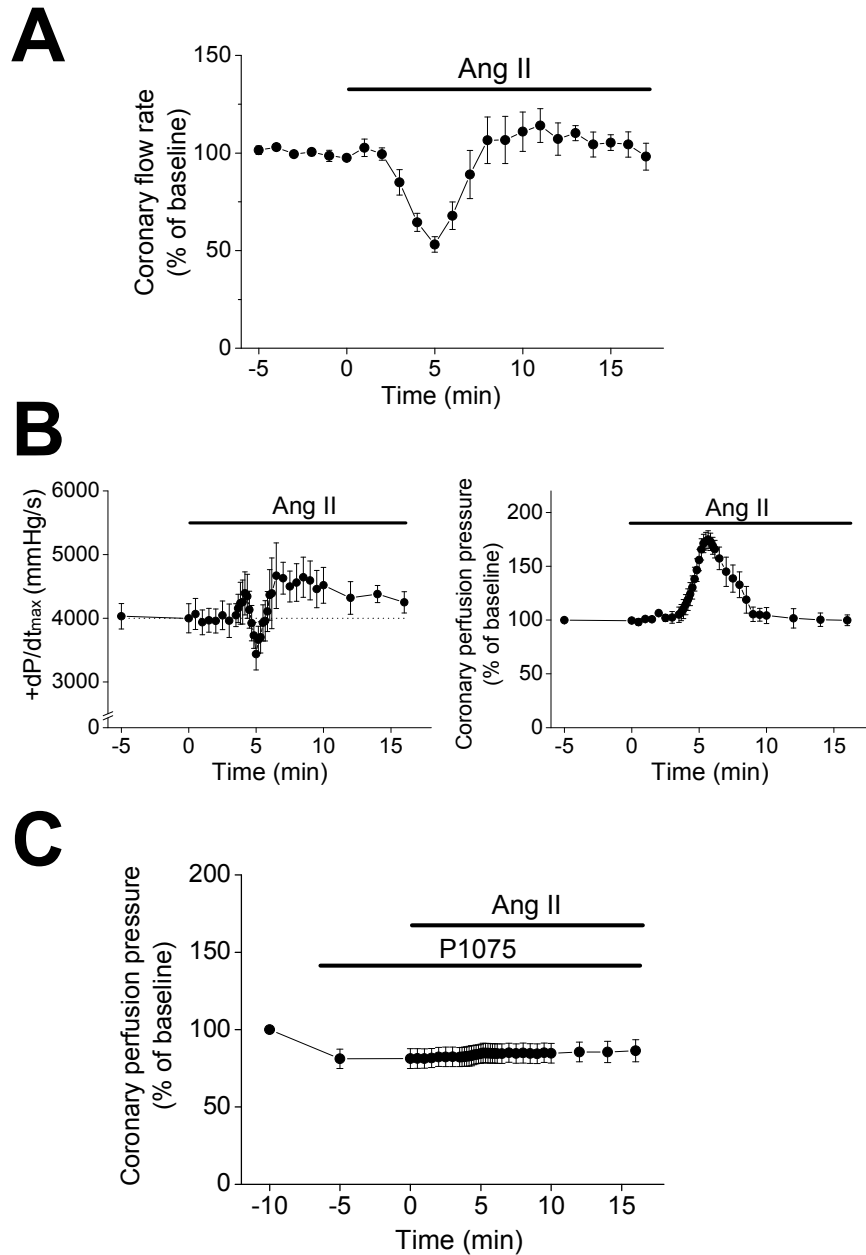 A
150
100
50
0
Coronary flow rate
(% of baseline)
Ang II
-5 0 5 10 15
Time (min)
B
6000
5000
4000
3000
0
+dP/dtmax (mmHg/s)
Ang II
-5 0 5 10 15
Time (min)
200
150
100
50
0
Coronary perfusion pressure
(% of baseline)
Ang II
-5 0 5 10 15
Time (min)
C
200
150
100
50
0
Coronary perfusion pressure
(% of baseline)
Ang II
P1075
-10 -5 0 5 10 15
Time (min)